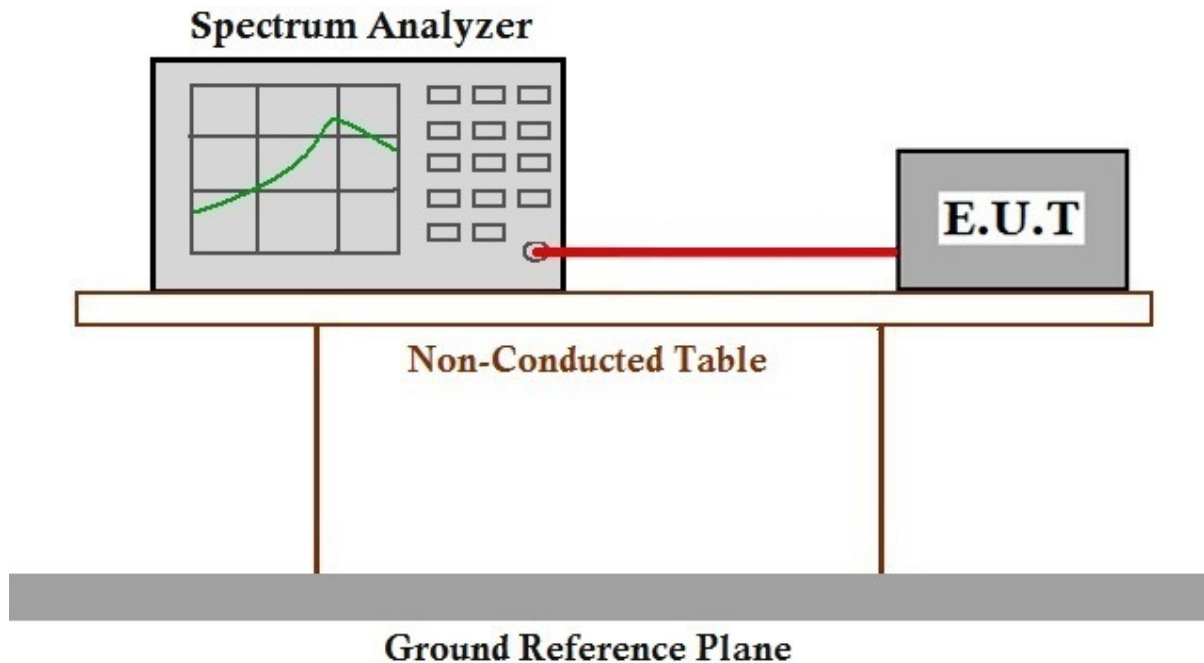 Spectrum Analyzer
E.U.T
Non-Conducted Table
Ground Reference Plane